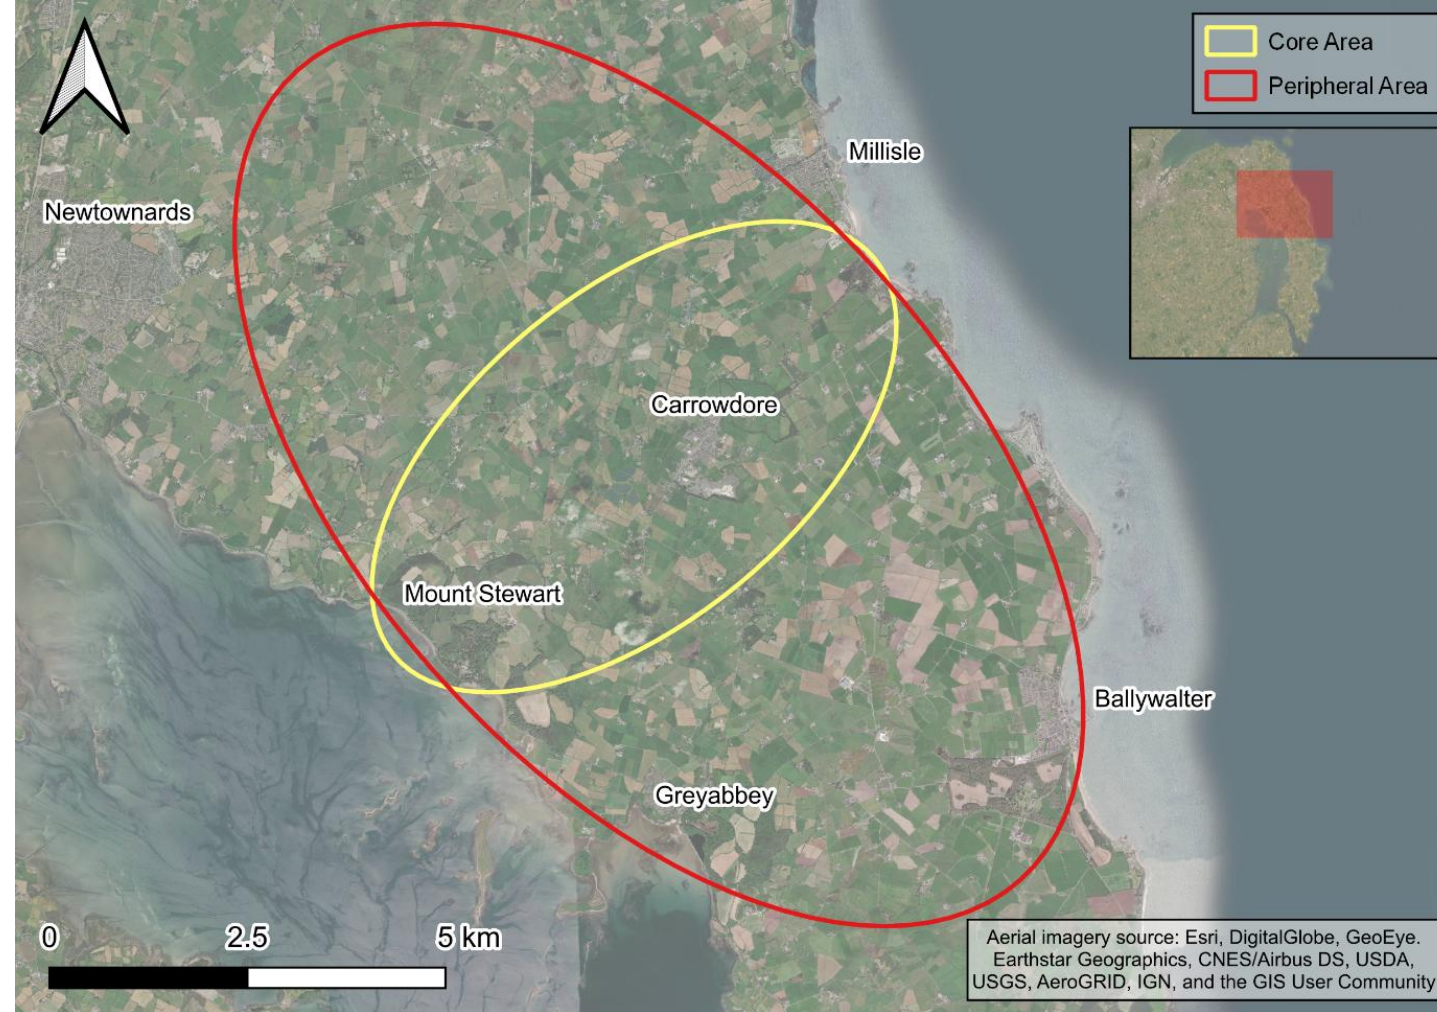 Core Area
Peripheral Area
Millisle
Newtownards
Carrowdore
Mount Stewart
Ballywalter
Greyabbey
0 2.5 5 km
Aerial imagery source: Esri, DigitalGlobe, GeoEye.
Earthstar Geographics, CNES/Airbus DS, USDA,
USGS, AeroGRID, IGN, and the GIS User Community